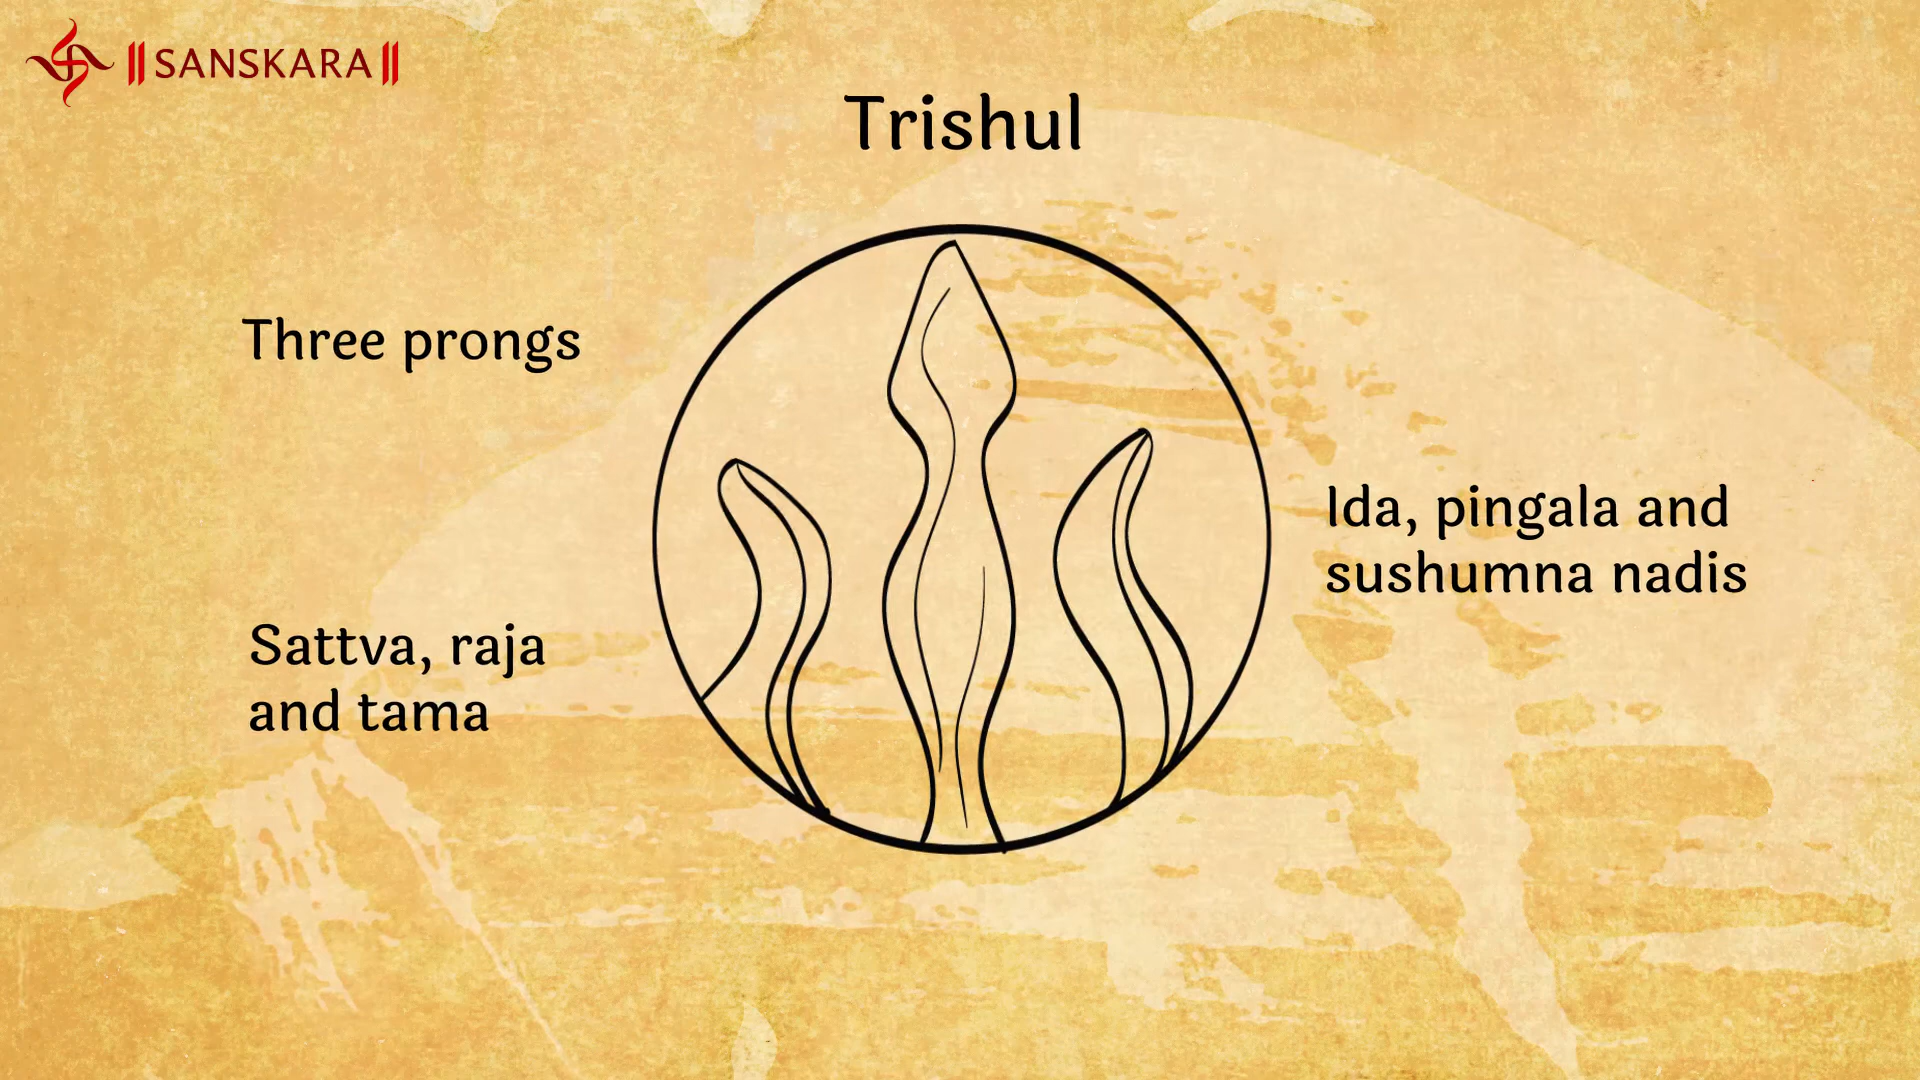 ||SANSKARA||
Trishul
Three prongs
Sattva, raja
and tama
Ida, pingala and
sushumna nadis